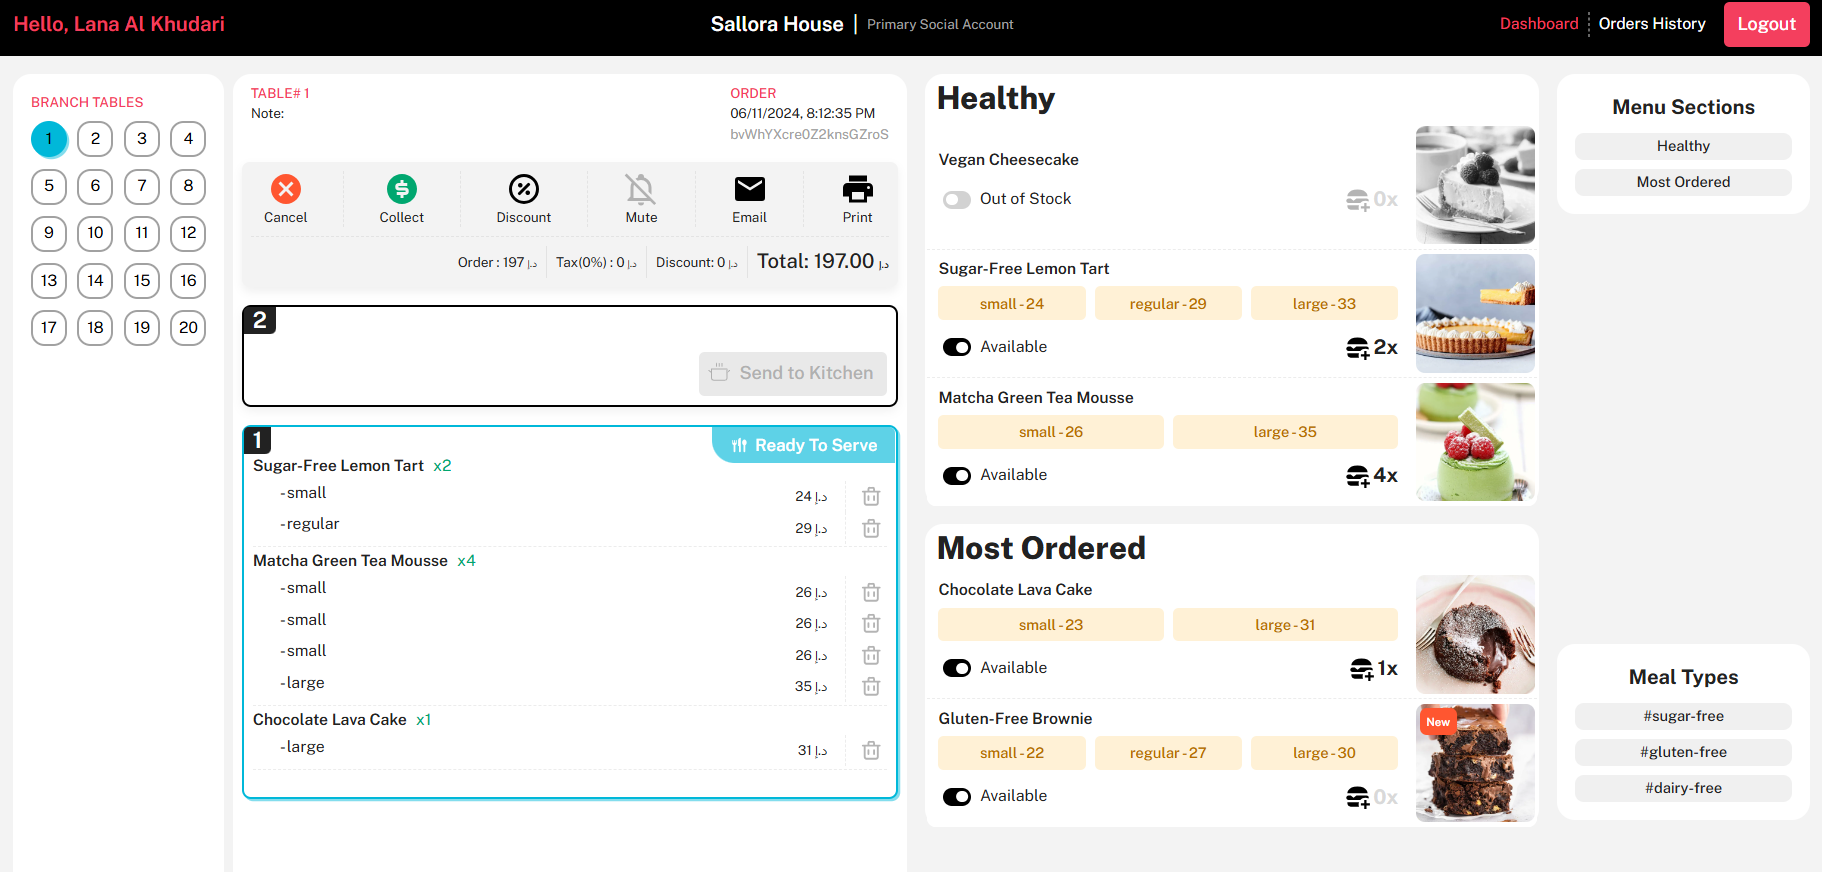 Hello, Lana Al Khudari
Sallora House | Primary Social Account
Dashboard
Orders History
Logout
BRANCH TABLES
1 2 3 4
5 6 7 8
9 10 11 12
13 14 15 16
17 18 19 20
TABLE# 1
Note:
ORDER
06/11/2024, 8:12:35 PM
bvWhYXcre0Z2knsGZroS
Cancel
Collect
Discount
Mute
Email
Print
Order : 197 د.إ
Tax(0%) : 0 د.إ
Discount: 0 د.إ
Total: 197.00 د.إ
2
Send to Kitchen
1
Ready To Serve
Sugar-Free Lemon Tart x2
-small 24 د.إ
-regular 29 د.إ
Matcha Green Tea Mousse x4
-small 26 د.إ
-small 26 د.إ
-small 26 د.إ
-large 35 د.إ
Chocolate Lava Cake x1
-large 31 د.إ
Healthy
Vegan Cheesecake
Out of Stock 0x
Sugar-Free Lemon Tart
small - 24 regular - 29 large - 33
Available 2x
Matcha Green Tea Mousse
small - 26 large - 35
Available 4x
Most Ordered
Chocolate Lava Cake
small - 23 large - 31
Available 1x
Gluten-Free Brownie
New
small - 22 regular - 27 large - 30
Available 0x
Menu Sections
Healthy
Most Ordered
Meal Types
#sugar-free
#gluten-free
#dairy-free